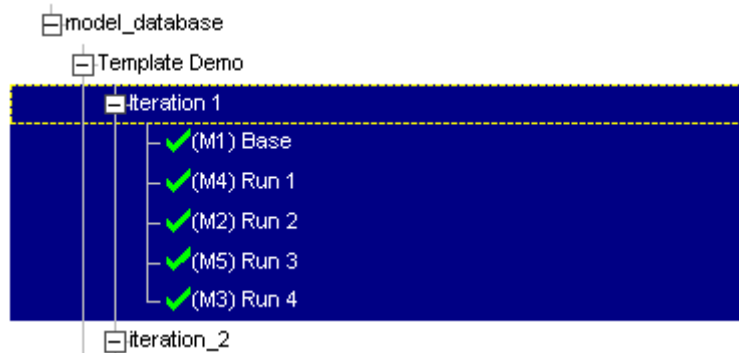 model_database
Template Demo
Iteration 1
(M1) Base
(M4) Run 1
(M2) Run 2
(M5) Run 3
(M3) Run 4
iteration_2